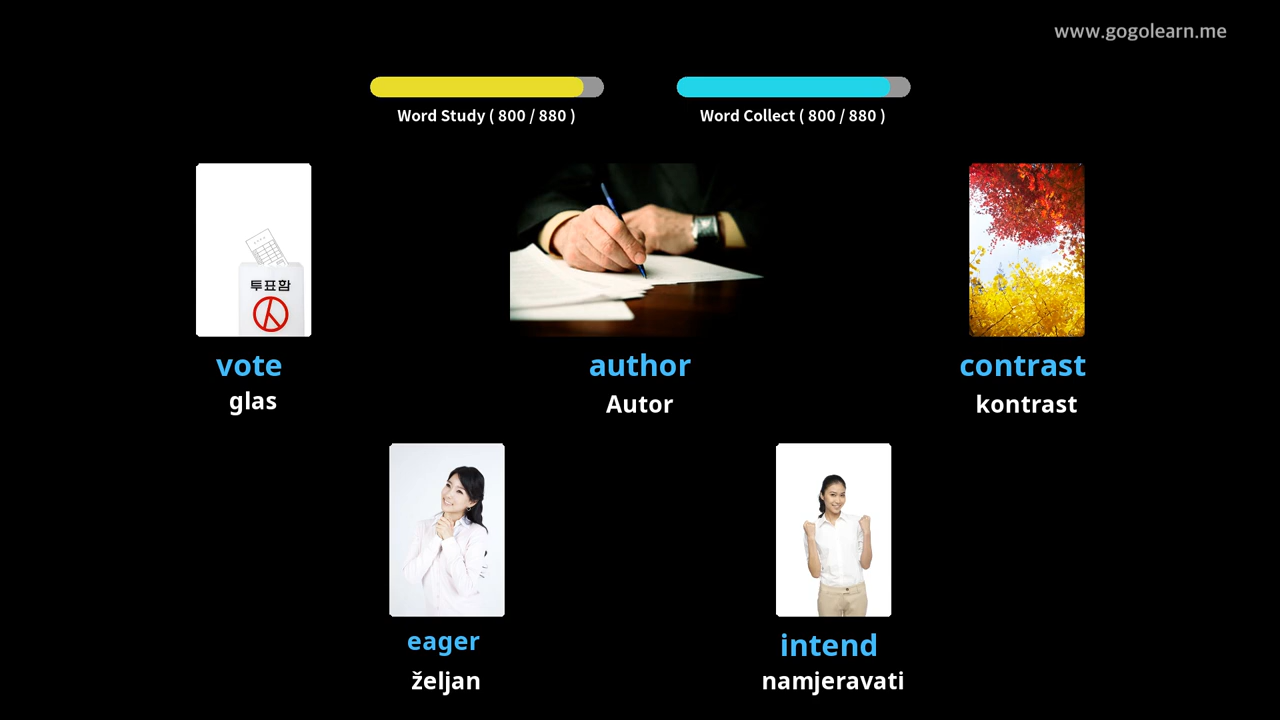 www.gogolearn.me
Word Study ( 800 / 880 )
Word Collect ( 800 / 880 )
투표함
vote
glas
author
Autor
contrast
kontrast
eager
željan
intend
namjeravati